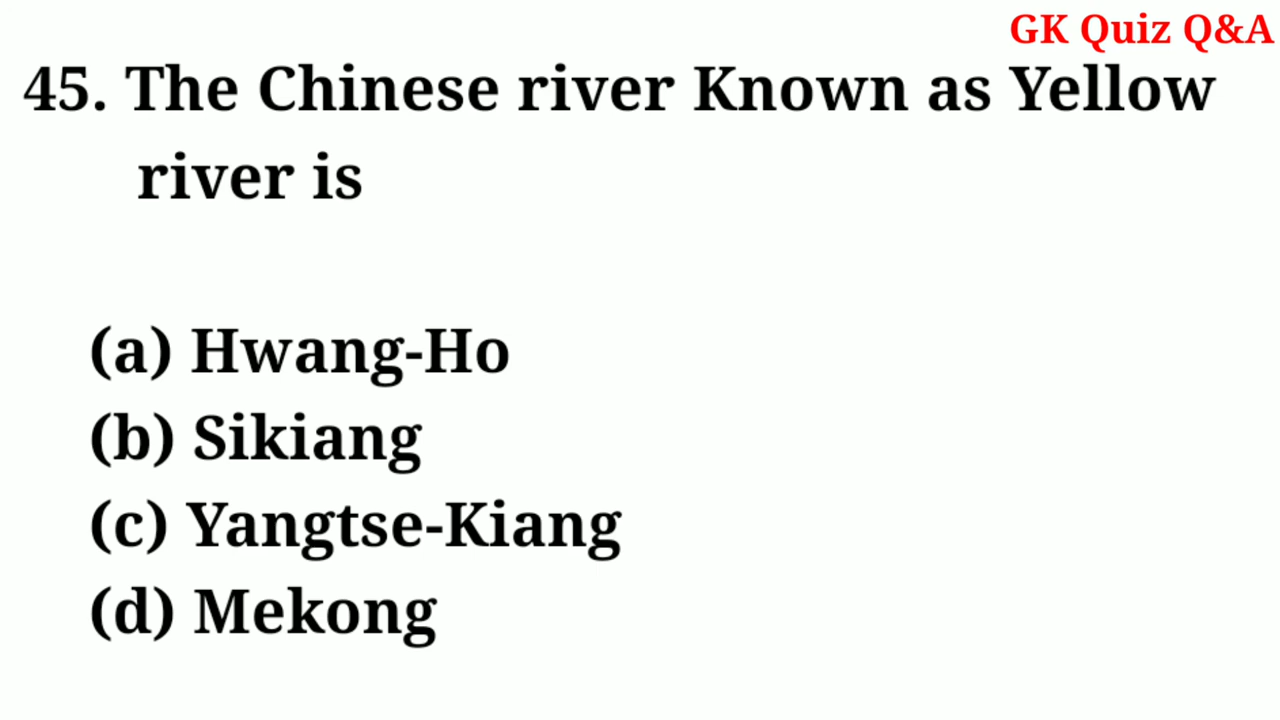 GK Quiz Q&A
45. The Chinese river Known as Yellow
river is
(a) Hwang-Ho
(b) Sikiang
(c) Yangtse-Kiang
(d) Mekong